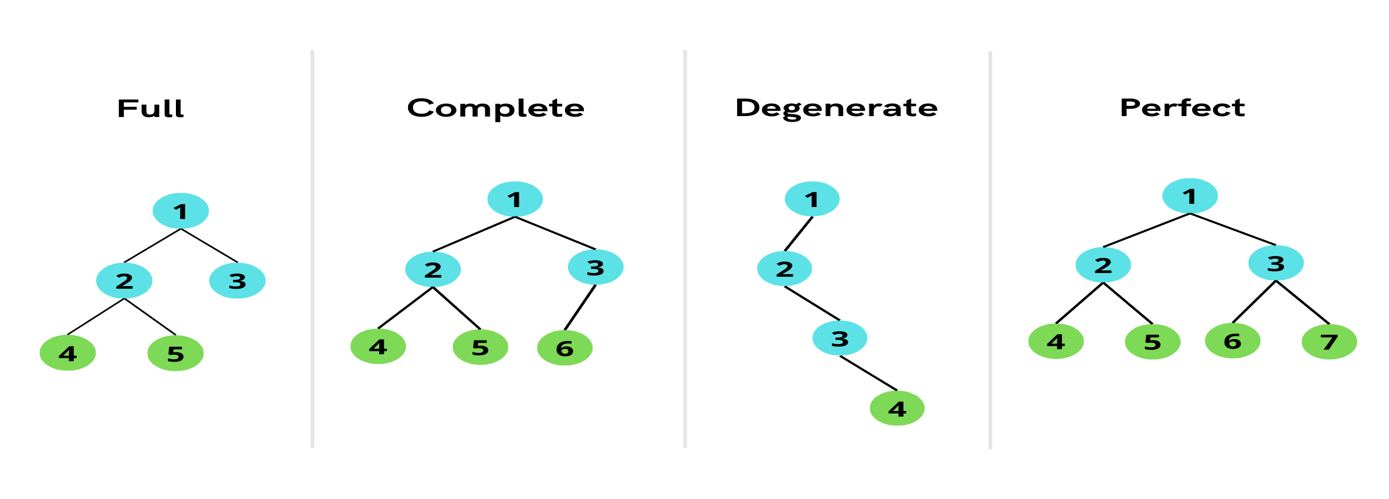 Full
1
2 3
4 5
Complete
1
2 3
4 5 6
Degenerate
1
2
3
4
Perfect
1
2 3
4 5 6 7